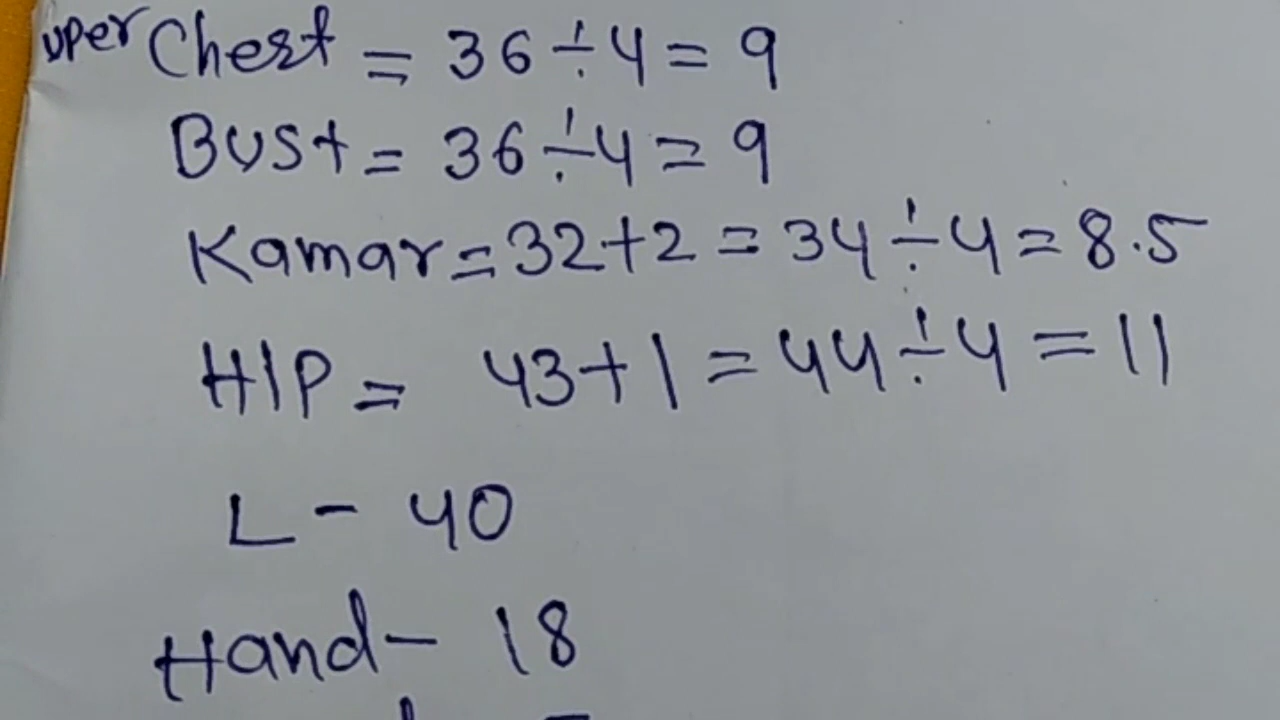 uper Chest = 36 ÷ 4 = 9
Bust = 36 ÷ 4 = 9
Kamar = 32 + 2 = 34 ÷ 4 = 8.5
HIP = 43 + 1 = 44 ÷ 4 = 11
L - 40
Hand - 18